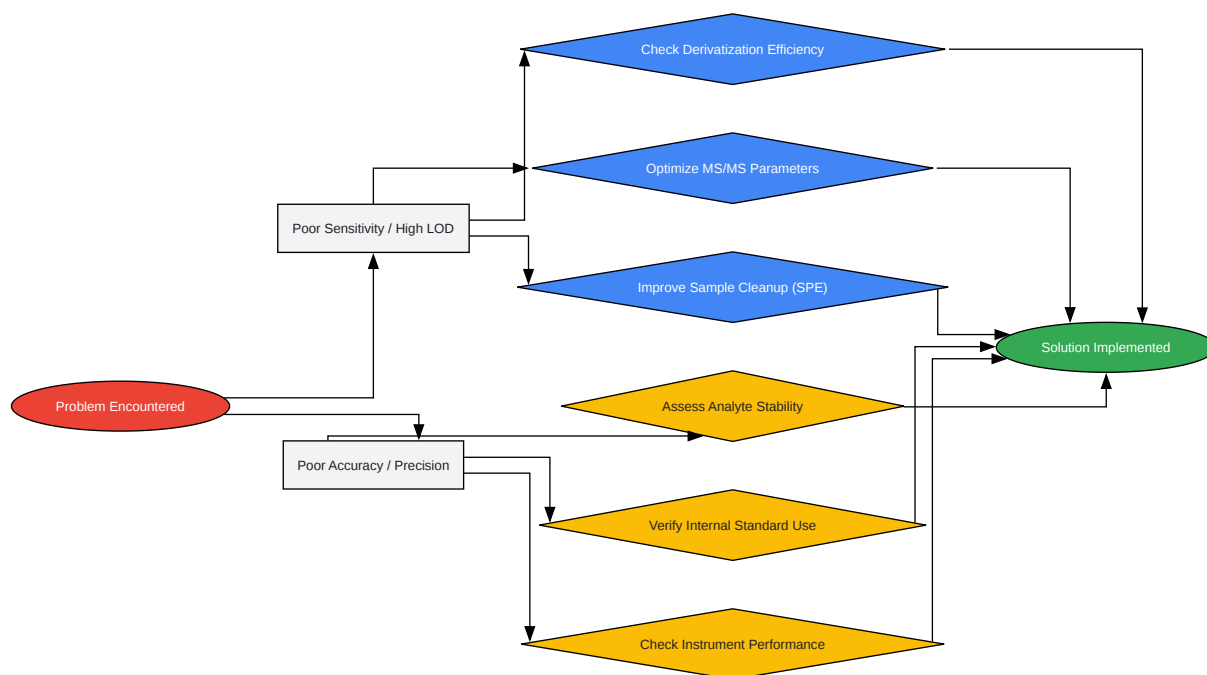 Check Derivatization Efficiency
Optimize MS/MS Parameters
Poor Sensitivity / High LOD
Improve Sample Cleanup (SPE)
Solution Implemented
Problem Encountered
Assess Analyte Stability
Poor Accuracy / Precision
Verify Internal Standard Use
Check Instrument Performance